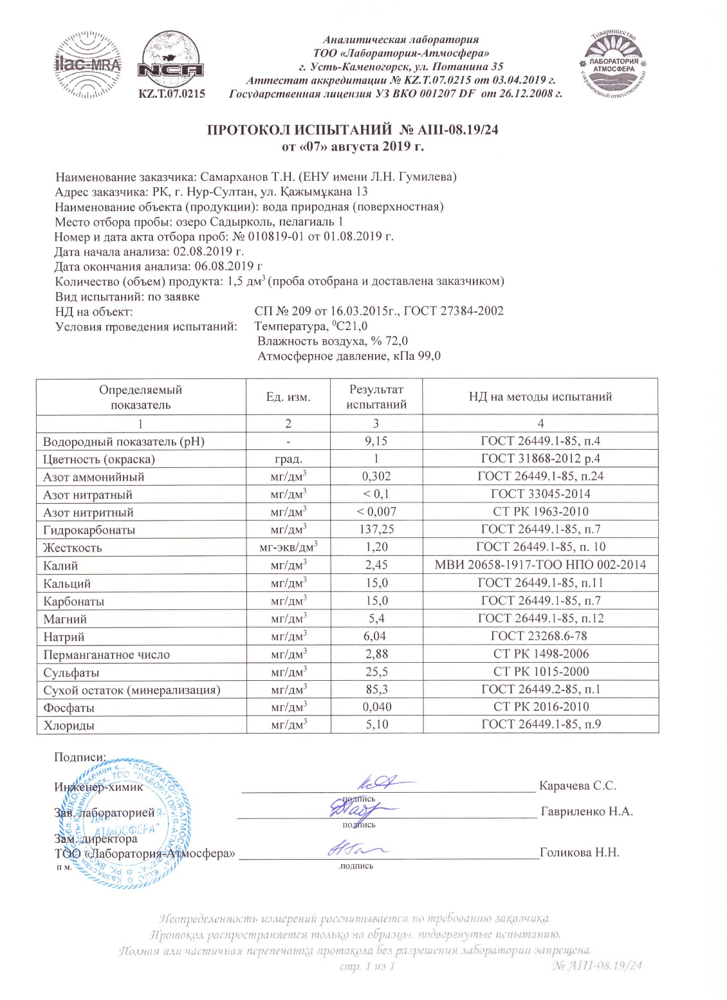 ilac-MRA
NCA
KZ.T.07.0215
Аналитическая лаборатория
ТОО «Лаборатория-Атмосфера»
г. Усть-Каменогорск, ул. Потанина 35
Аттестат аккредитации № KZ.T.07.0215 от 03.04.2019 г.
Государственная лицензия УЗ ВКО 001207 DF от 26.12.2008 г.
Товарищество
ЛАБОРАТОРИЯ
АТМОСФЕРА
с ограниченной ответственностью
ПРОТОКОЛ ИСПЫТАНИЙ № АПП-08.19/24
от «07» августа 2019 г.
Наименование заказчика: Самарханов Т.Н. (ЕНУ имени Л.Н. Гумилева)
Адрес заказчика: РК, г. Нур-Султан, ул. Қажымұқана 13
Наименование объекта (продукции): вода природная (поверхностная)
Место отбора пробы: озеро Садырколь, пелагиаль 1
Номер и дата акта отбора проб: № 010819-01 от 01.08.2019 г.
Дата начала анализа: 02.08.2019 г.
Дата окончания анализа: 06.08.2019 г
Количество (объем) продукта: 1,5 дм³ (проба отобрана и доставлена заказчиком)
Вид испытаний: по заявке
НД на объект: СП № 209 от 16.03.2015г., ГОСТ 27384-2002
Условия проведения испытаний: Температура, ⁰С21,0
Влажность воздуха, % 72,0
Атмосферное давление, кПа 99,0
Определяемый показатель Ед. изм. Результат испытаний НД на методы испытаний
1 2 3 4
Водородный показатель (рН) - 9,15 ГОСТ 26449.1-85, п.4
Цветность (окраска) град. 1 ГОСТ 31868-2012 р.4
Азот аммонийный мг/дм³ 0,302 ГОСТ 26449.1-85, п.24
Азот нитратный мг/дм³ < 0,1 ГОСТ 33045-2014
Азот нитритный мг/дм³ < 0,007 СТ РК 1963-2010
Гидрокарбонаты мг/дм³ 137,25 ГОСТ 26449.1-85, п.7
Жесткость мг-экв/дм³ 1,20 ГОСТ 26449.1-85, п. 10
Калий мг/дм³ 2,45 МВИ 20658-1917-ТОО НПО 002-2014
Кальций мг/дм³ 15,0 ГОСТ 26449.1-85, п.11
Карбонаты мг/дм³ 15,0 ГОСТ 26449.1-85, п.7
Магний мг/дм³ 5,4 ГОСТ 26449.1-85, п.12
Натрий мг/дм³ 6,04 ГОСТ 23268.6-78
Перманганатное число мг/дм³ 2,88 СТ РК 1498-2006
Сульфаты мг/дм³ 25,5 СТ РК 1015-2000
Сухой остаток (минерализация) мг/дм³ 85,3 ГОСТ 26449.2-85, п.1
Фосфаты мг/дм³ 0,040 СТ РК 2016-2010
Хлориды мг/дм³ 5,10 ГОСТ 26449.1-85, п.9
Подписи:
Инженер-химик Карачева С.С.
подпись
Зав. лабораторией Гавриленко Н.А.
подпись
Зам. директора
ТОО «Лаборатория-Атмосфера» Голикова Н.Н.
п м. .подпись
АТМОСФЕРА"
Неопределенность измерений рассчитывается по требованию заказчика.
Протокол распространяется только на образцы, подвергнутые испытанию.
Полная или частичная перепечатка протокола без разрешения лаборатории запрещена.
стр. 1 из 1 № АПП-08.19/24